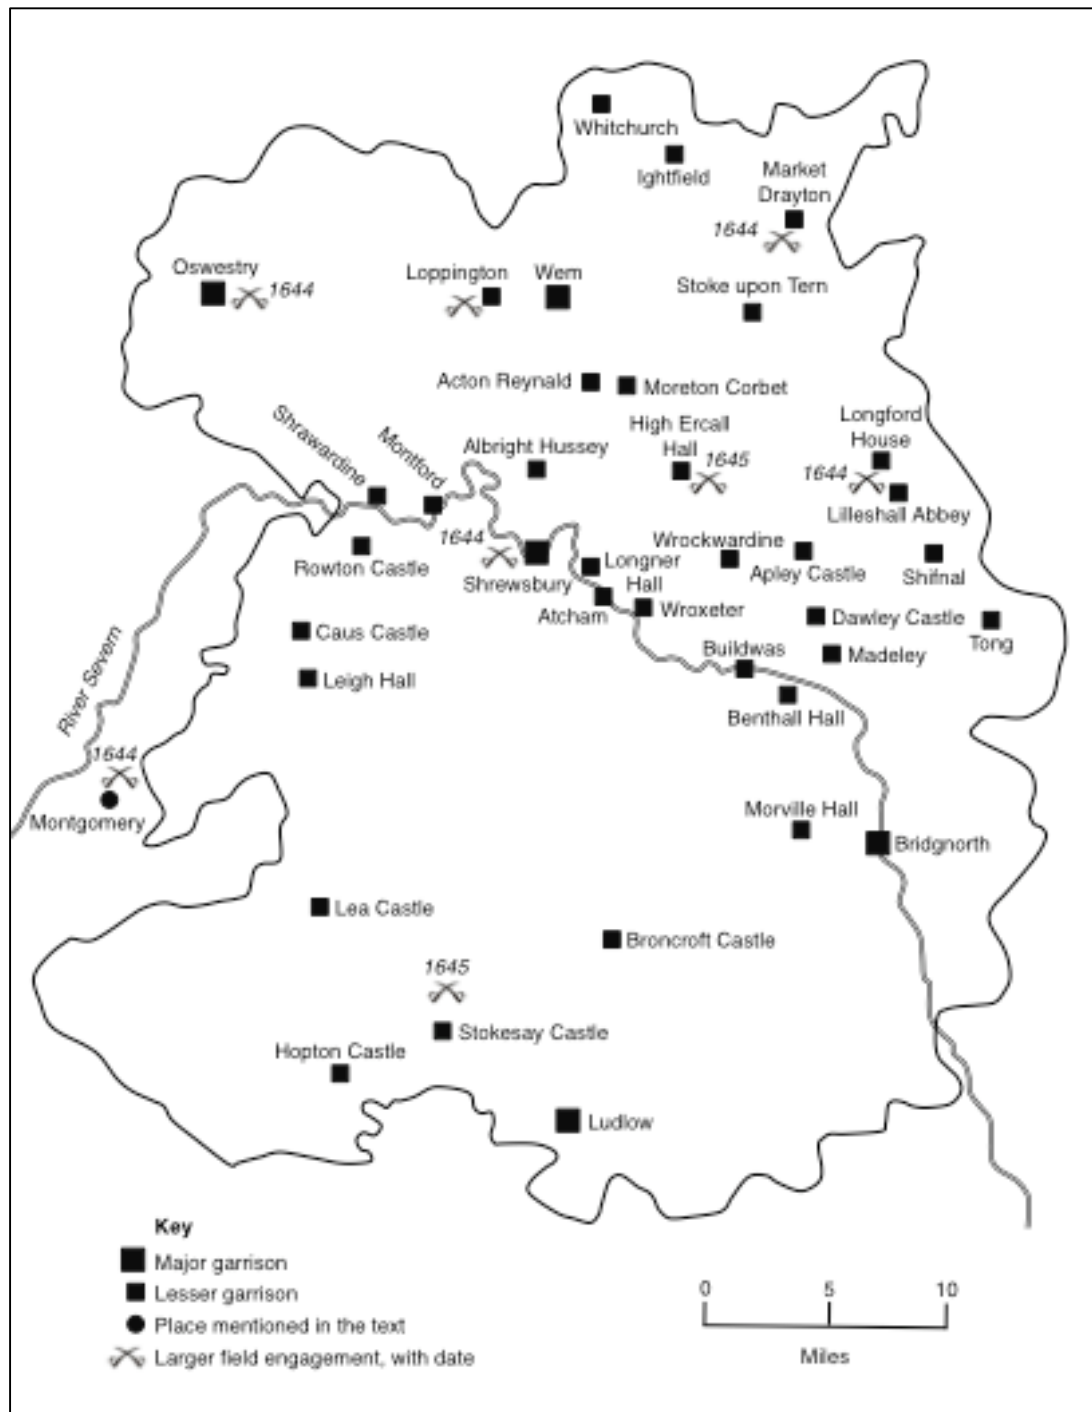 Whitchurch
Ightfield
Market
Drayton
1644
Oswestry
1644
Loppington
Wem
Stoke upon Tern
Acton Reynald
Moreton Corbet
Longford
House
High Ercall
Hall
1645
1644
Lilleshall Abbey
Shrawardine
Montford
Albright Hussey
1644
Shrewsbury
Rowton Castle
Longner
Hall
Wrockwardine
Apley Castle
Shifnal
Atcham
Wroxeter
Dawley Castle
Tong
Caus Castle
Leigh Hall
Buildwas
Madeley
Benthall Hall
River Severn
1644
Montgomery
Morville Hall
Bridgnorth
Lea Castle
Broncroft Castle
1645
Stokesay Castle
Hopton Castle
Ludlow
Key
Major garrison
Lesser garrison
Place mentioned in the text
Larger field engagement, with date
0 5 10
Miles